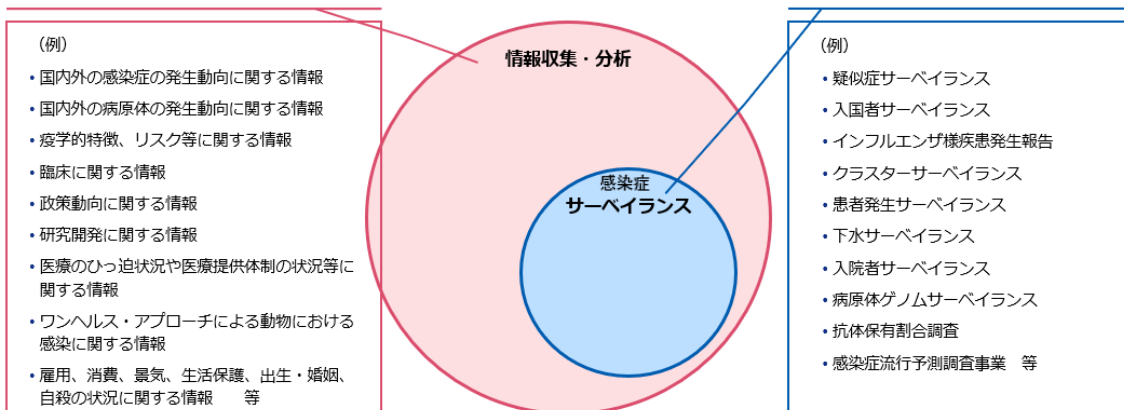 （例）
・国内外の感染症の発生動向に関する情報
・国内外の病原体の発生動向に関する情報
・疫学的特徴、リスク等に関する情報
・臨床に関する情報
・政策動向に関する情報
・研究開発に関する情報
・医療のひっ迫状況や医療提供体制の状況等に
関する情報
・ワンヘルス・アプローチによる動物における
感染に関する情報
・雇用、消費、景気、生活保護、出生・婚姻、
自殺の状況に関する情報　等
情報収集・分析
感染症
サーベイランス
（例）
・疑似症サーベイランス
・入国者サーベイランス
・インフルエンザ様疾患発生報告
・クラスターサーベイランス
・患者発生サーベイランス
・下水サーベイランス
・入院者サーベイランス
・病原体ゲノムサーベイランス
・抗体保有割合調査
・感染症流行予測調査事業　等